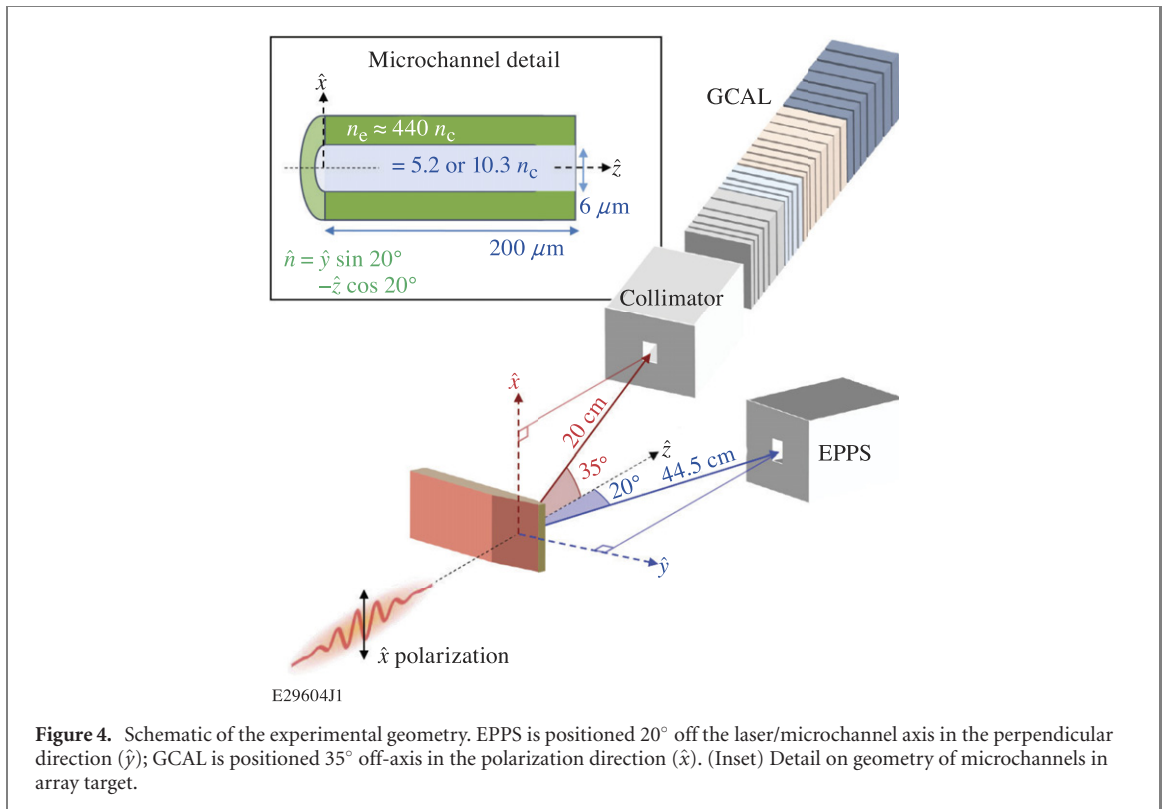 Microchannel detail
x̂
nₑ ≈ 440 n_c
= 5.2 or 10.3 n_c
ẑ
6 μm
200 μm
n̂ = ŷ sin 20°
−ẑ cos 20°
GCAL
Collimator
x̂
20 cm
35°
ẑ
20°
44.5 cm
EPPS
ŷ
x̂ polarization
E29604J1
Figure 4. Schematic of the experimental geometry. EPPS is positioned 20° off the laser/microchannel axis in the perpendicular
direction (ŷ); GCAL is positioned 35° off-axis in the polarization direction (x̂). (Inset) Detail on geometry of microchannels in
array target.